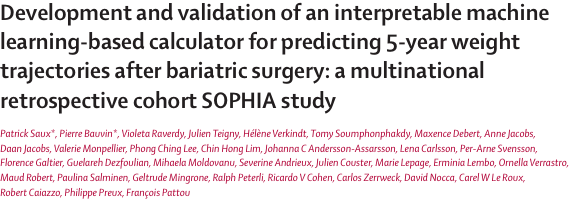 Development and validation of an interpretable machine
learning-based calculator for predicting 5-year weight
trajectories after bariatric surgery: a multinational
retrospective cohort SOPHIA study
Patrick Saux*, Pierre Bauvin*, Violeta Raverdy, Julien Teigny, Hélène Verkindt, Tomy Soumphonphakdy, Maxence Debert, Anne Jacobs,
Daan Jacobs, Valerie Monpellier, Phong Ching Lee, Chin Hong Lim, Johanna C Andersson-Assarsson, Lena Carlsson, Per-Arne Svensson,
Florence Galtier, Guelareh Dezfoulian, Mihaela Moldovanu, Severine Andrieux, Julien Couster, Marie Lepage, Erminia Lembo, Ornella Verrastro,
Maud Robert, Paulina Salminen, Geltrude Mingrone, Ralph Peterli, Ricardo V Cohen, Carlos Zerrweck, David Nocca, Carel W Le Roux,
Robert Caiazzo, Philippe Preux, François Pattou